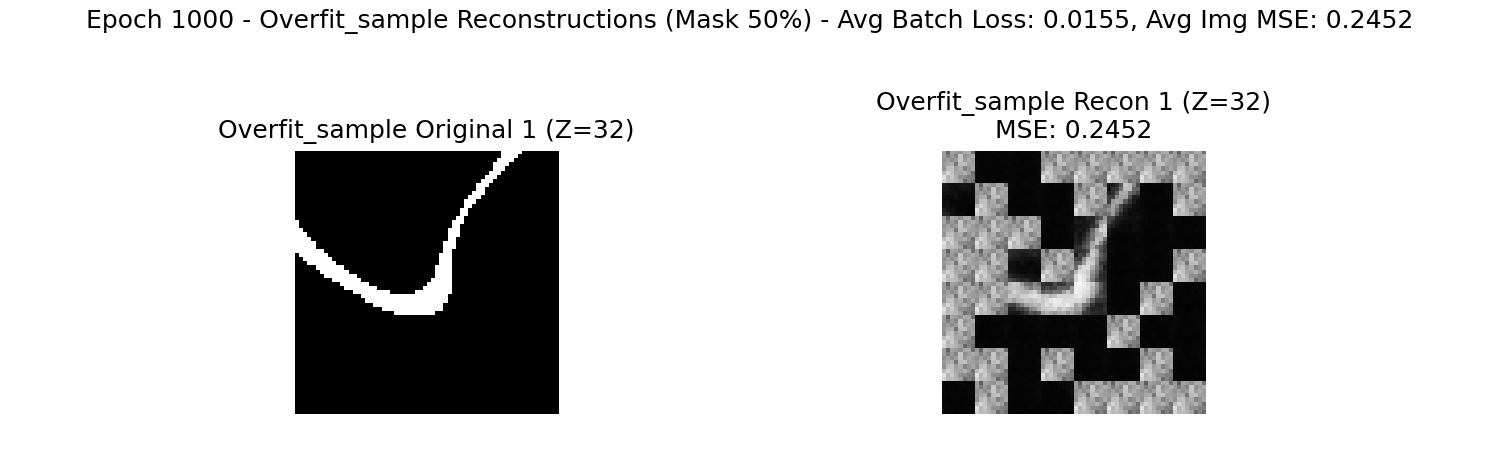 Epoch 1000 - Overfit_sample Reconstructions (Mask 50%) - Avg Batch Loss: 0.0155, Avg Img MSE: 0.2452
Overfit_sample Original 1 (Z=32)
Overfit_sample Recon 1 (Z=32)
MSE: 0.2452